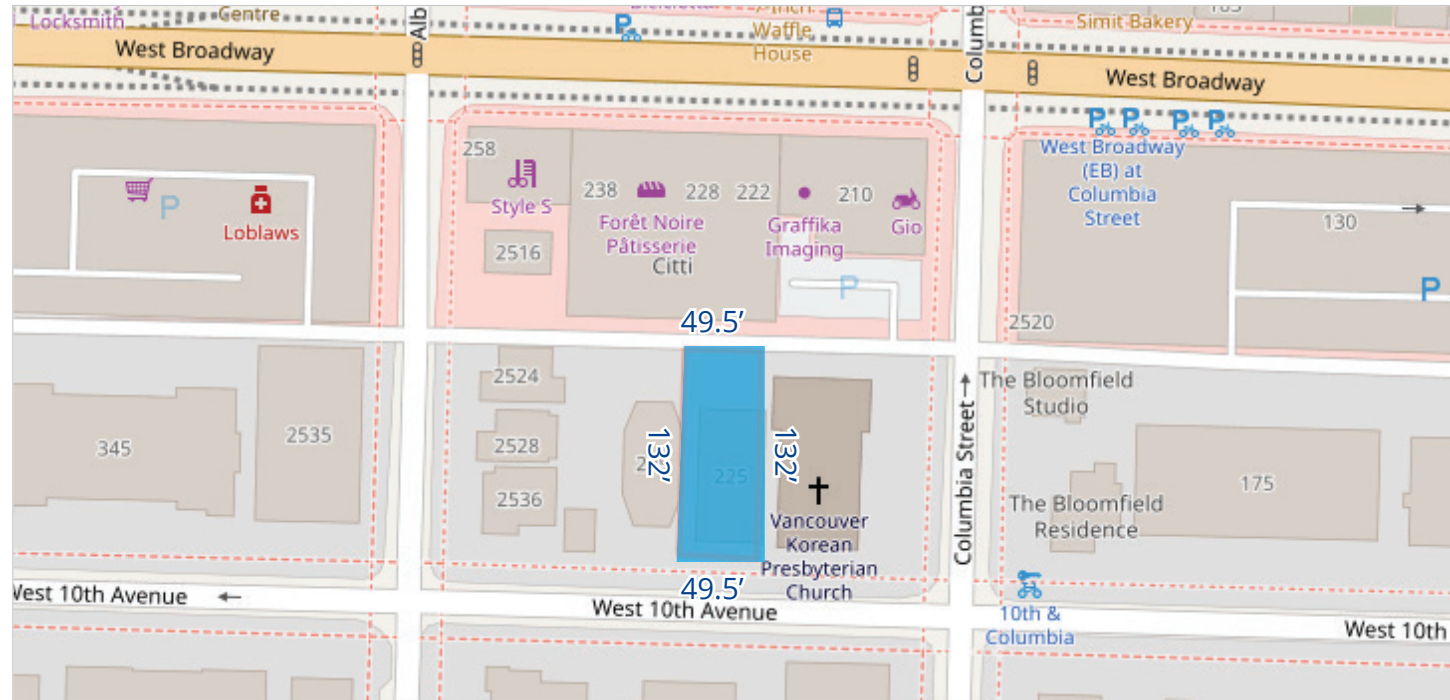 Locksmith
Centre
Waffle
House
Simit Bakery
Alb
Columb
West Broadway
West Broadway
258
Style S
238
228
222
210
Forêt Noire
Pâtisserie
Citti
Graffika
Imaging
Gio
P
Loblaws
2516
P
West Broadway
(EB) at
Columbia
Street
130
P
2520
49.5’
2524
2528
2536
132’
225
132’
345
2535
Vancouver
Korean
Presbyterian
Church
Columbia Street
The Bloomfield
Studio
The Bloomfield
Residence
175
49.5’
West 10th Avenue
West 10th Avenue
10th &
Columbia
West 10th